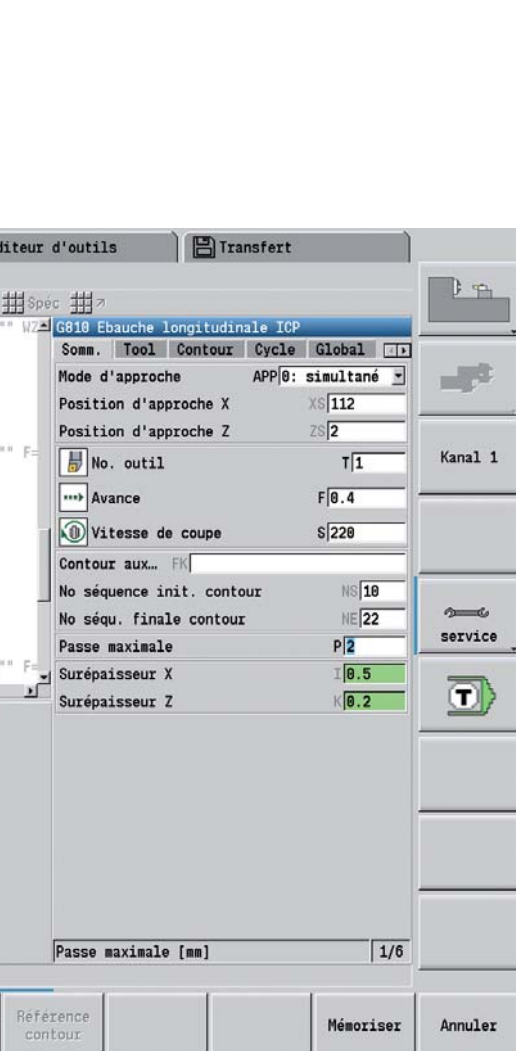 diteur d'outils
Transfert
Spéc
"" WZ
G810 Ebauche longitudinale ICP
Somm. Tool Contour Cycle Global
Mode d'approche APP 0: simultané
Position d'approche X XS 112
Position d'approche Z ZS 2
"" F=
No. outil T 1
Kanal 1
Avance F 0.4
Vitesse de coupe S 220
Contour aux… FK
No séquence init. contour NS 10
No séqu. finale contour NE 22
service
Passe maximale P 2
"" F=
Surépaisseur X I 0.5
T
Surépaisseur Z K 0.2
Passe maximale [mm] 1/6
Référence contour
Mémoriser
Annuler